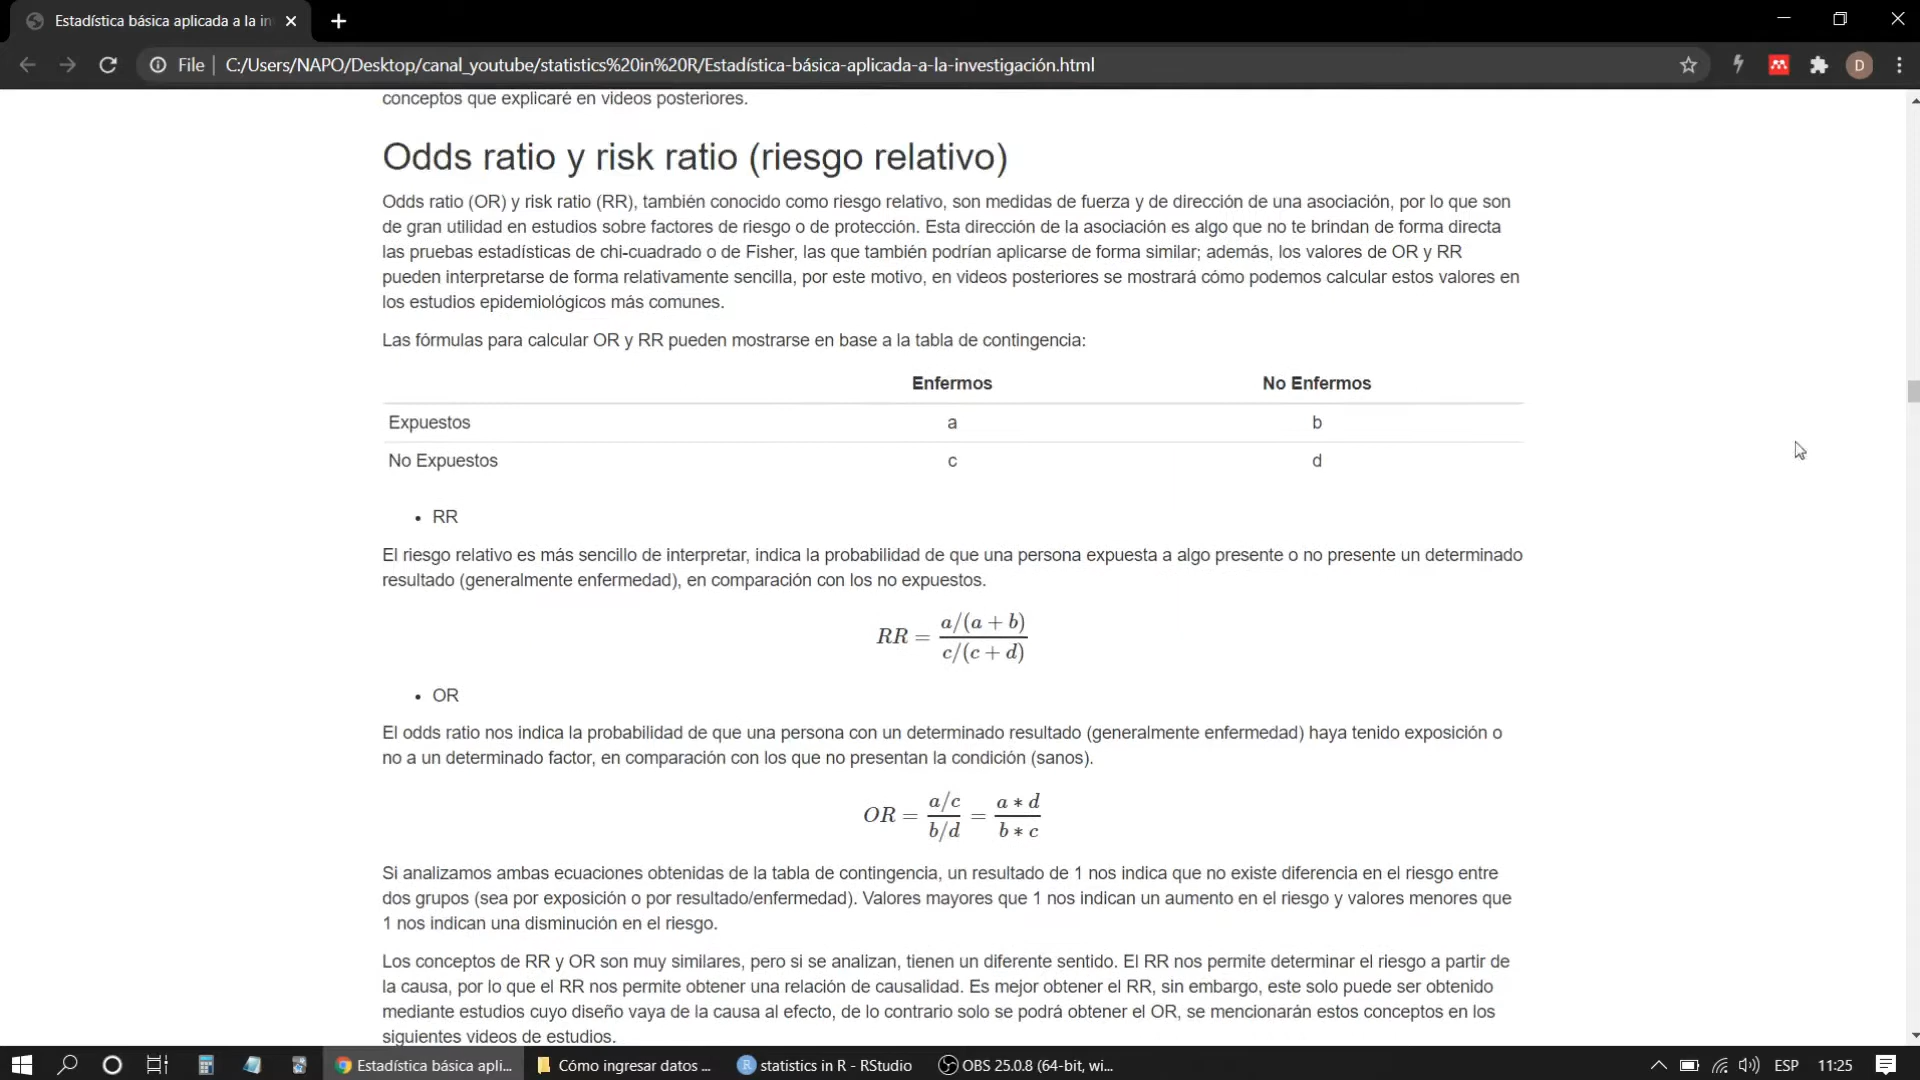 Estadística básica aplicada a la in
File
C:/Users/NAPO/Desktop/canal_youtube/statistics%20in%20R/Estadística-básica-aplicada-a-la-investigación.html
D
conceptos que explicaré en videos posteriores.
Odds ratio y risk ratio (riesgo relativo)
Odds ratio (OR) y risk ratio (RR), también conocido como riesgo relativo, son medidas de fuerza y de dirección de una asociación, por lo que son
de gran utilidad en estudios sobre factores de riesgo o de protección. Esta dirección de la asociación es algo que no te brindan de forma directa
las pruebas estadísticas de chi-cuadrado o de Fisher, las que también podrían aplicarse de forma similar; además, los valores de OR y RR
pueden interpretarse de forma relativamente sencilla, por este motivo, en videos posteriores se mostrará cómo podemos calcular estos valores en
los estudios epidemiológicos más comunes.
Las fórmulas para calcular OR y RR pueden mostrarse en base a la tabla de contingencia:
Enfermos No Enfermos
Expuestos a b
No Expuestos c d
• RR
El riesgo relativo es más sencillo de interpretar, indica la probabilidad de que una persona expuesta a algo presente o no presente un determinado
resultado (generalmente enfermedad), en comparación con los no expuestos.
RR = a/(a + b) / c/(c + d)
• OR
El odds ratio nos indica la probabilidad de que una persona con un determinado resultado (generalmente enfermedad) haya tenido exposición o
no a un determinado factor, en comparación con los que no presentan la condición (sanos).
OR = a/c / b/d = a * d / b * c
Si analizamos ambas ecuaciones obtenidas de la tabla de contingencia, un resultado de 1 nos indica que no existe diferencia en el riesgo entre
dos grupos (sea por exposición o por resultado/enfermedad). Valores mayores que 1 nos indican un aumento en el riesgo y valores menores que
1 nos indican una disminución en el riesgo.
Los conceptos de RR y OR son muy similares, pero si se analizan, tienen un diferente sentido. El RR nos permite determinar el riesgo a partir de
la causa, por lo que el RR nos permite obtener una relación de causalidad. Es mejor obtener el RR, sin embargo, este solo puede ser obtenido
mediante estudios cuyo diseño vaya de la causa al efecto, de lo contrario solo se podrá obtener el OR, se mencionarán estos conceptos en los
siguientes videos de estudios.
Estadística básica apli...
Cómo ingresar datos ...
R
statistics in R - RStudio
OBS 25.0.8 (64-bit, wi...
ESP
11:25